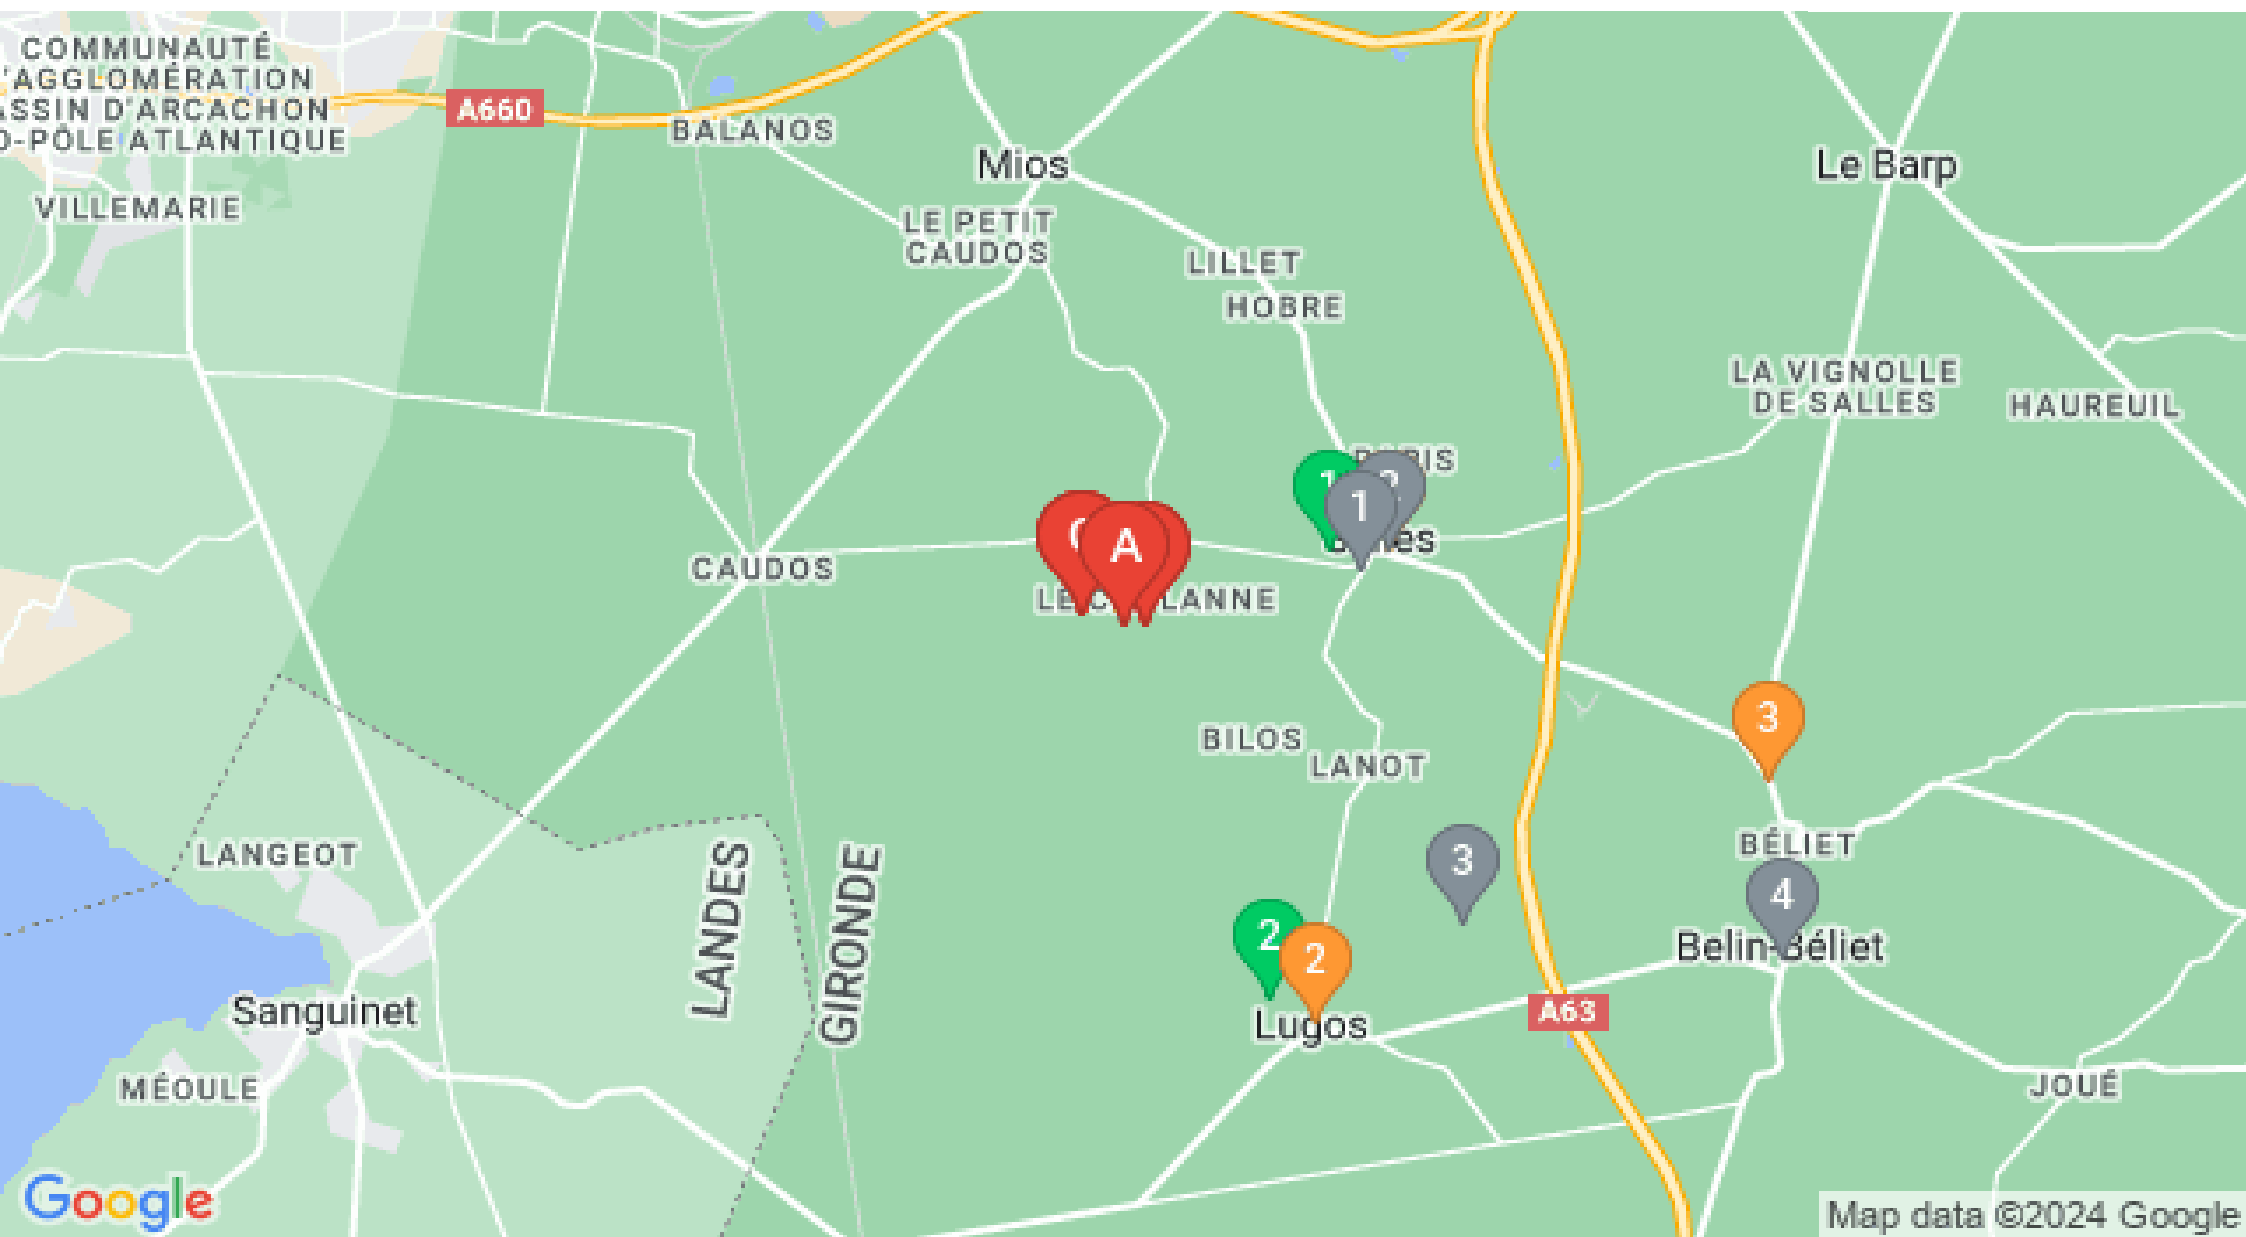 COMMUNAUTÉ
'AGGLOMÉRATION
ASSIN D'ARCACHON
D-PÔLE ATLANTIQUE
A660
BALANOS
Mios
Le Barp
VILLEMARIE
LE PETIT
CAUDOS
LILLET
HOBRE
LA VIGNOLLE
DE SALLES
HAUREUIL
1
2
1
A
CAUDOS
3
BILOS
LANOT
LANGEOT
LANDES
GIRONDE
3
BÉLIET
4
2
2
Belin-Béliet
Sanguinet
Lugos
A63
MÉOULE
JOUÉ
Google
Map data ©2024 Google